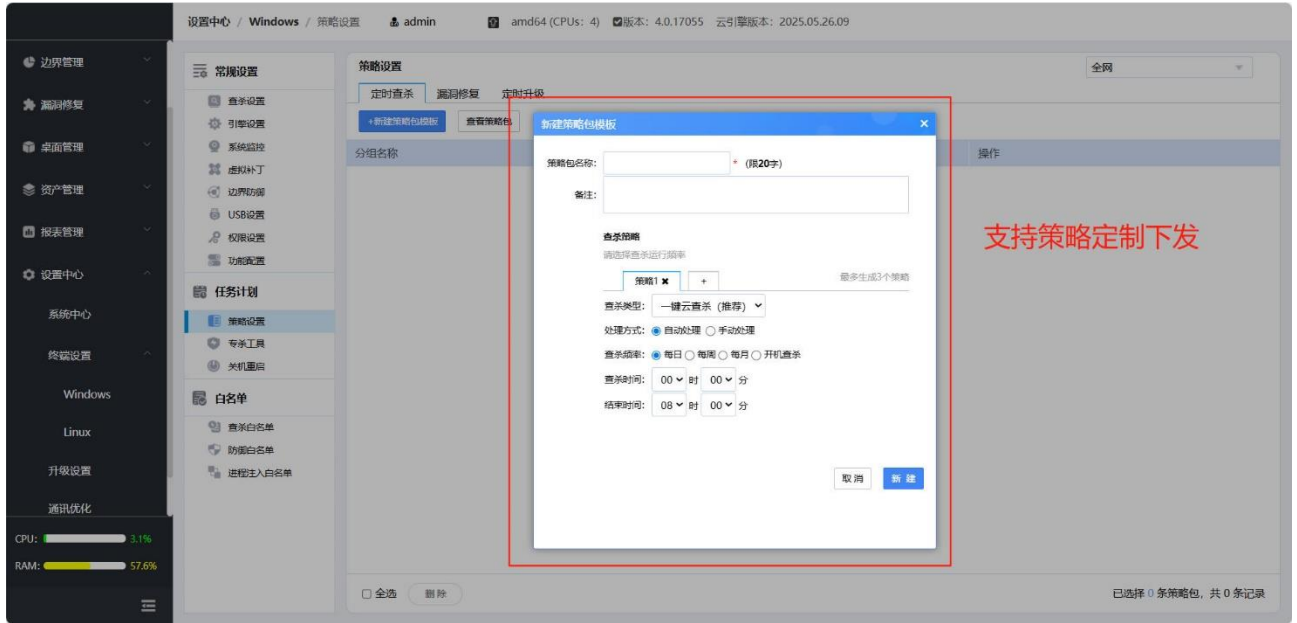 设置中心 / Windows / 策略设置 admin amd64 (CPUs: 4) 版本: 4.0.17055 云引擎版本: 2025.05.26.09
边界管理
漏洞修复
桌面管理
资产管理
报表管理
设置中心
系统中心
终端设置
Windows
Linux
升级设置
通讯优化
CPU: 3.1%
RAM: 57.6%
常规设置
查杀设置
引擎设置
系统监控
虚拟补丁
边界防御
USB设置
权限设置
功能配置
任务计划
策略设置
专杀工具
关机重启
白名单
查杀白名单
防御白名单
进程注入白名单
策略设置
全网
定时查杀 漏洞修复 定时升级
+新建策略包模板 查看策略包
分组名称 操作
新建策略包模板 ×
策略包名称: * (限20字)
备注:
查杀策略
请选择查杀运行频率
策略1 × + 最多生成3个策略
查杀类型: 一键云查杀 (推荐)
处理方式: 自动处理 手动处理
查杀频率: 每日 每周 每月 开机查杀
查杀时间: 00 时 00 分
结束时间: 08 时 00 分
取消 新建
支持策略定制下发
全选 删除 已选择 0 条策略包, 共 0 条记录